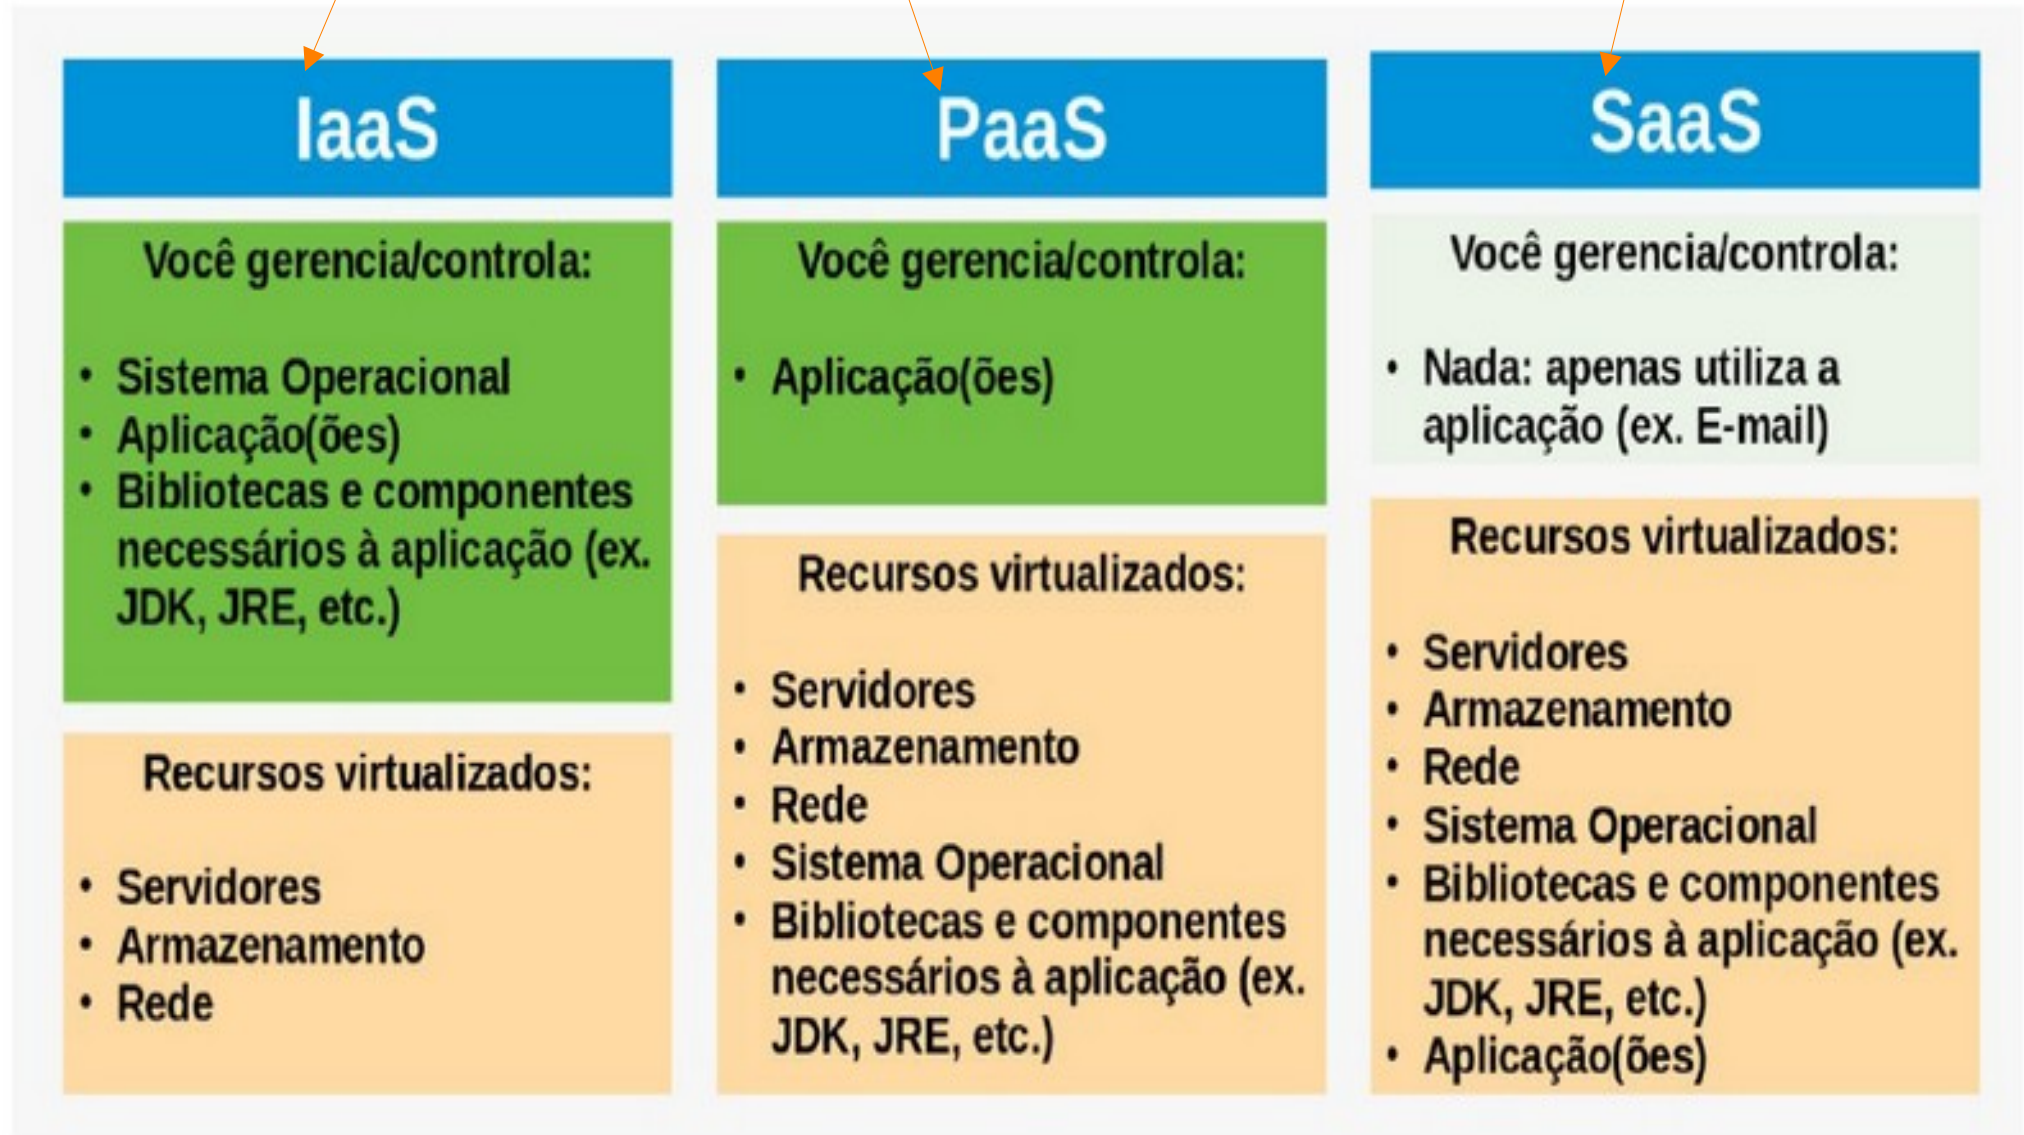 IaaS
Você gerencia/controla:
• Sistema Operacional
• Aplicação(ões)
• Bibliotecas e componentes
necessários à aplicação (ex.
JDK, JRE, etc.)
Recursos virtualizados:
• Servidores
• Armazenamento
• Rede
PaaS
Você gerencia/controla:
• Aplicação(ões)
Recursos virtualizados:
• Servidores
• Armazenamento
• Rede
• Sistema Operacional
• Bibliotecas e componentes
necessários à aplicação (ex.
JDK, JRE, etc.)
SaaS
Você gerencia/controla:
• Nada: apenas utiliza a
aplicação (ex. E-mail)
Recursos virtualizados:
• Servidores
• Armazenamento
• Rede
• Sistema Operacional
• Bibliotecas e componentes
necessários à aplicação (ex.
JDK, JRE, etc.)
• Aplicação(ões)